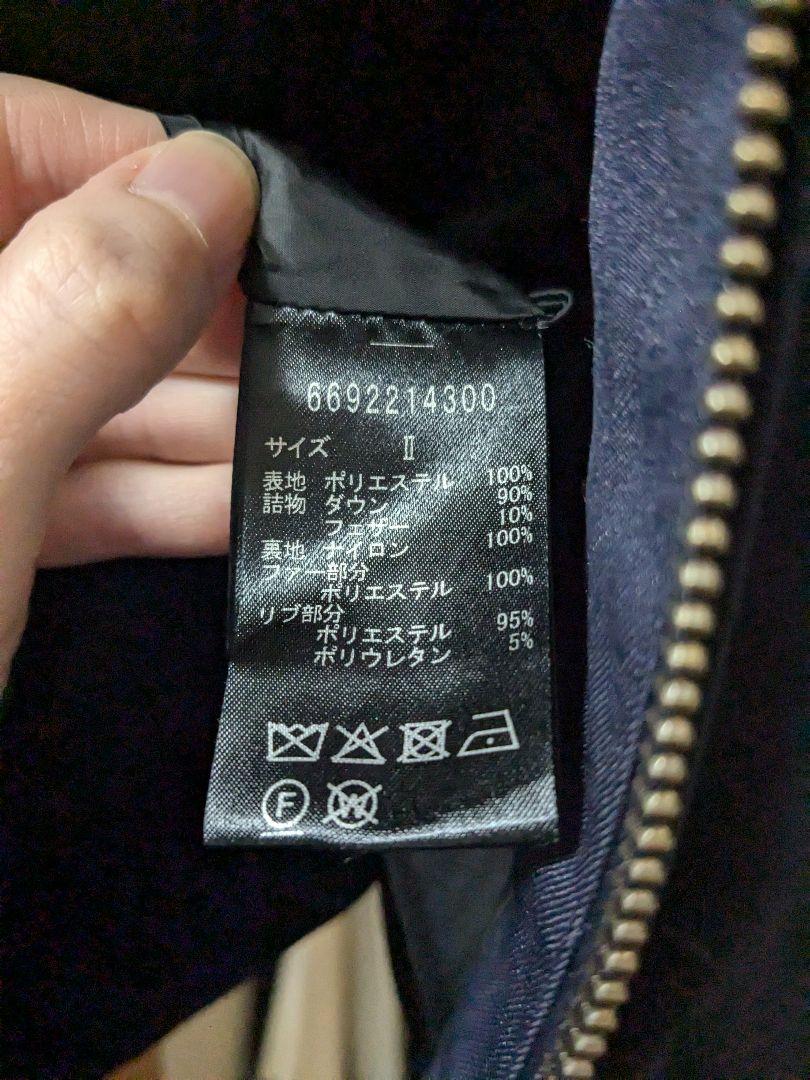 6692214300
サイズ Ⅱ
表地 ポリエステル 100%
詰物 ダウン 90%
フェザー 10%
裏地 ナイロン 100%
ファー部分
ポリエステル 100%
リブ部分
ポリエステル 95%
ポリウレタン 5%
F W